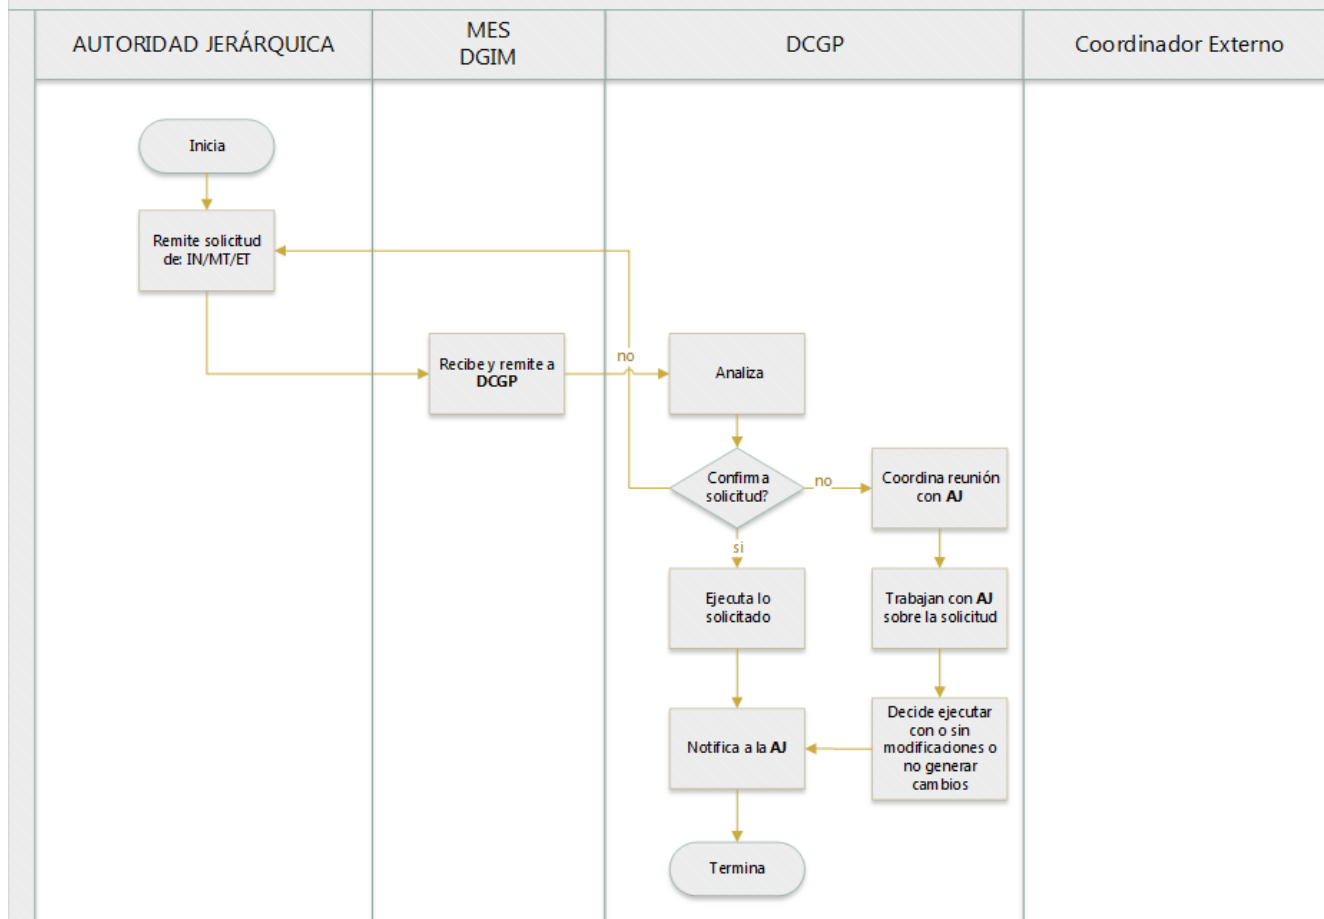 AUTORIDAD JERÁRQUICA
MES
DGIM
DCGP
Coordinador Externo
Inicia
Remite solicitud
de: IN/MT/ET
Recibe y remite a
DCGP
no
Analiza
Confirma
solicitud?
no
Coordina reunión
con AJ
si
Ejecuta lo
solicitado
Trabajan con AJ
sobre la solicitud
Notifica a la AJ
Decide ejecutar
con o sin
modificaciones o
no generar
cambios
Termina